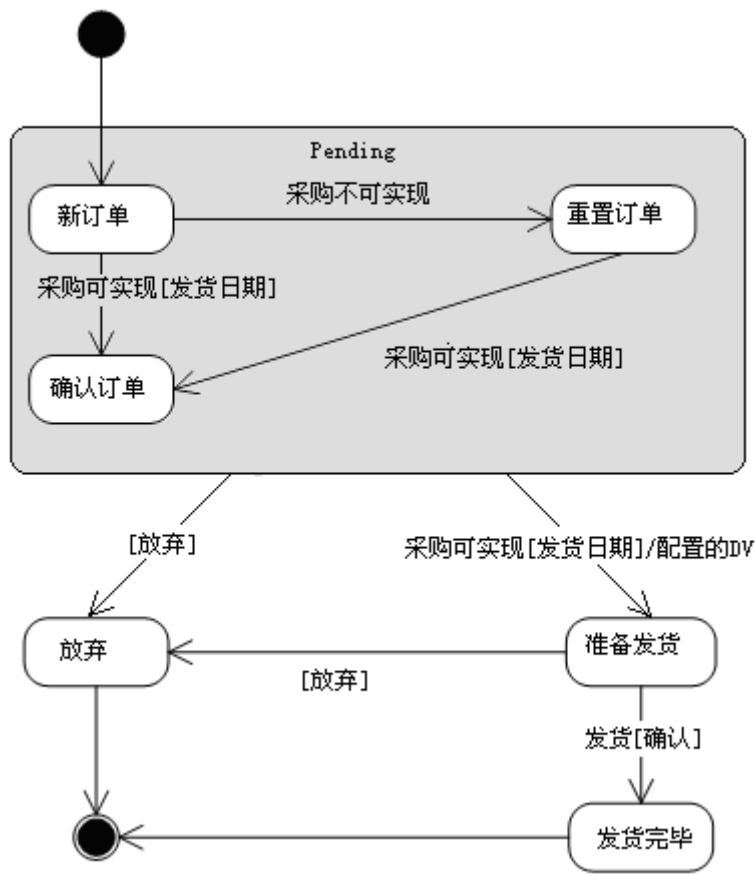 Pending
采购不可实现
新订单
重置订单
采购可实现[发货日期]
采购可实现[发货日期]
确认订单
[放弃]
采购可实现[发货日期]/配置的DV
放弃
准备发货
[放弃]
发货[确认]
发货完毕